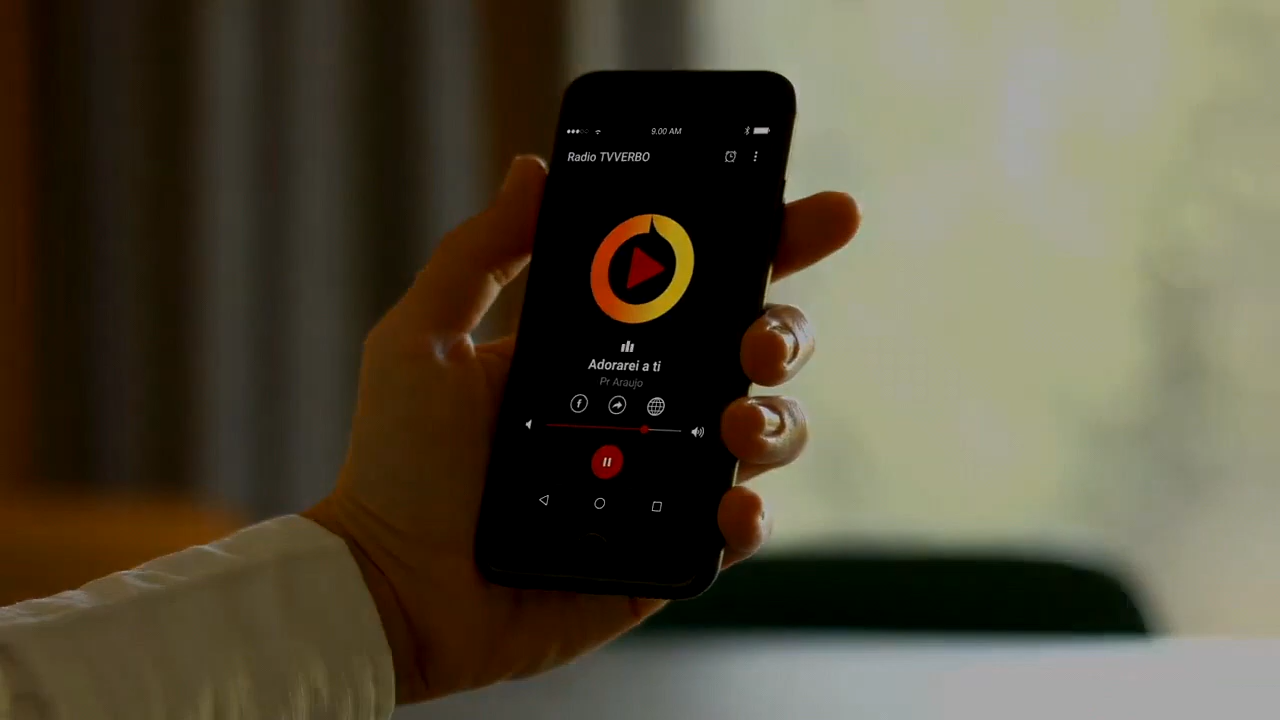 9.00 AM
Radio TVVERBO
Adorarei a ti
Pr Araujo
f